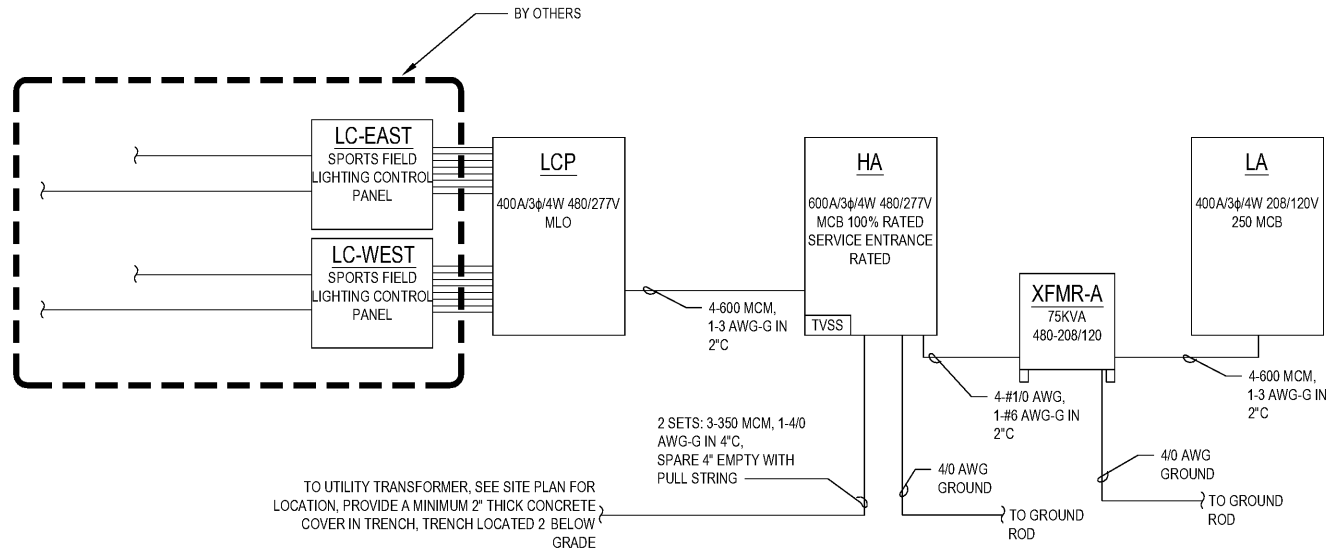 BY OTHERS
LC-EAST
SPORTS FIELD
LIGHTING CONTROL
PANEL
LC-WEST
SPORTS FIELD
LIGHTING CONTROL
PANEL
LCP
400A/3ϕ/4W 480/277V
MLO
4-600 MCM,
1-3 AWG-G IN
2"C
HA
600A/3ϕ/4W 480/277V
MCB 100% RATED
SERVICE ENTRANCE
RATED
TVSS
XFMR-A
75KVA
480-208/120
LA
400A/3ϕ/4W 208/120V
250 MCB
4-#1/0 AWG,
1-#6 AWG-G IN
2"C
4-600 MCM,
1-3 AWG-G IN
2"C
2 SETS: 3-350 MCM, 1-4/0
AWG-G IN 4"C,
SPARE 4" EMPTY WITH
PULL STRING
4/0 AWG
GROUND
4/0 AWG
GROUND
TO UTILITY TRANSFORMER, SEE SITE PLAN FOR
LOCATION, PROVIDE A MINIMUM 2" THICK CONCRETE
COVER IN TRENCH, TRENCH LOCATED 2 BELOW
GRADE
TO GROUND
ROD
TO GROUND
ROD